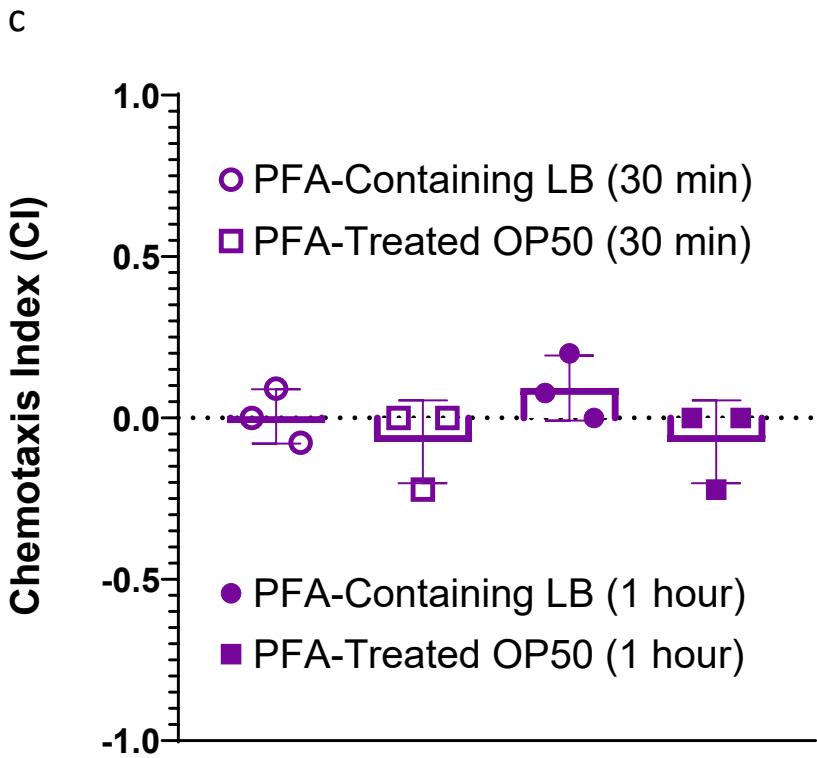 c
Chemotaxis Index (CI)
1.0
PFA-Containing LB (30 min)
PFA-Treated OP50 (30 min)
0.5
0.0
-0.5
PFA-Containing LB (1 hour)
PFA-Treated OP50 (1 hour)
-1.0